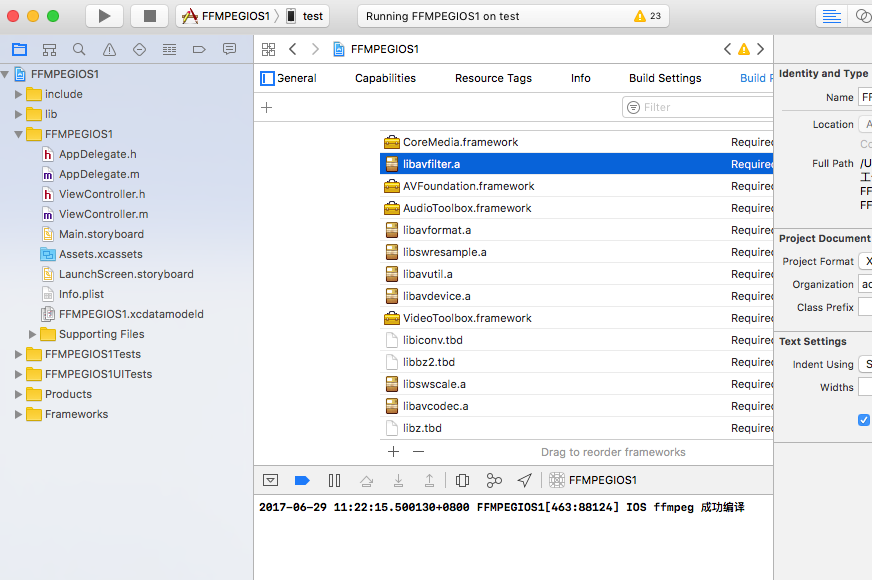 FFMPEGIOS1 test
Running FFMPEGIOS1 on test
23
FFMPEGIOS1
include
lib
FFMPEGIOS1
h AppDelegate.h
m AppDelegate.m
h ViewController.h
m ViewController.m
Main.storyboard
Assets.xcassets
LaunchScreen.storyboard
Info.plist
FFMPEGIOS1.xcdatamodeld
Supporting Files
FFMPEGIOS1Tests
FFMPEGIOS1UITests
Products
Frameworks
FFMPEGIOS1
General Capabilities Resource Tags Info Build Settings Build P
Filter
CoreMedia.framework Required
libavfilter.a Required
AVFoundation.framework Required
AudioToolbox.framework Required
libavformat.a Required
libswresample.a Required
libavutil.a Required
libavdevice.a Required
VideoToolbox.framework Required
libiconv.tbd Required
libbz2.tbd Required
libswscale.a Required
libavcodec.a Required
libz.tbd Required
Drag to reorder frameworks
FFMPEGIOS1
2017-06-29 11:22:15.500130+0800 FFMPEGIOS1[463:88124] IOS ffmpeg 成功编译
Identity and Type
Name FF
Location A
Co
Full Path /U
工
FF
FF
Project Document
Project Format X
Organization ac
Class Prefix
Text Settings
Indent Using S
Widths